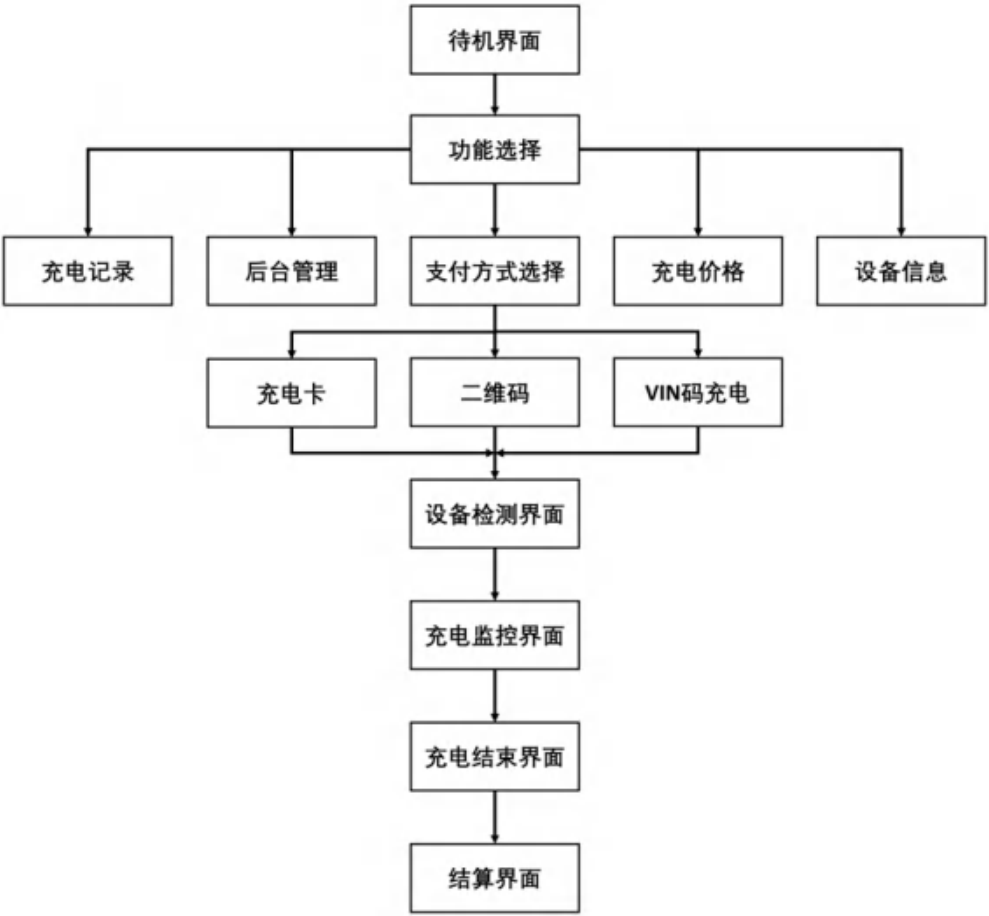 待机界面
功能选择
充电记录
后台管理
支付方式选择
充电价格
设备信息
充电卡
二维码
VIN码充电
设备检测界面
充电监控界面
充电结束界面
结算界面